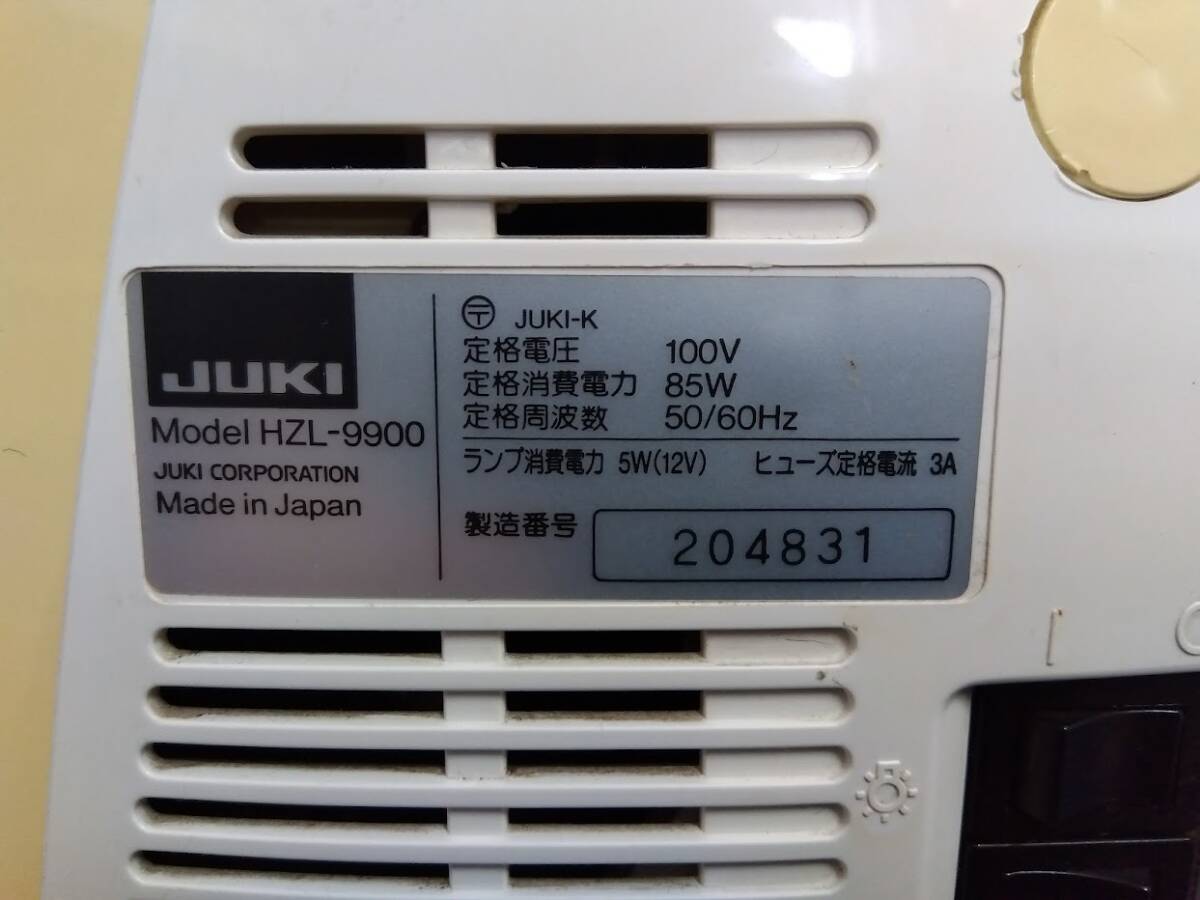 JUKI
Model HZL-9900
JUKI CORPORATION
Made in Japan
〒 JUKI-K
定格電圧 100V
定格消費電力 85W
定格周波数 50/60Hz
ランプ消費電力 5W(12V) ヒューズ定格電流 3A
製造番号 204831